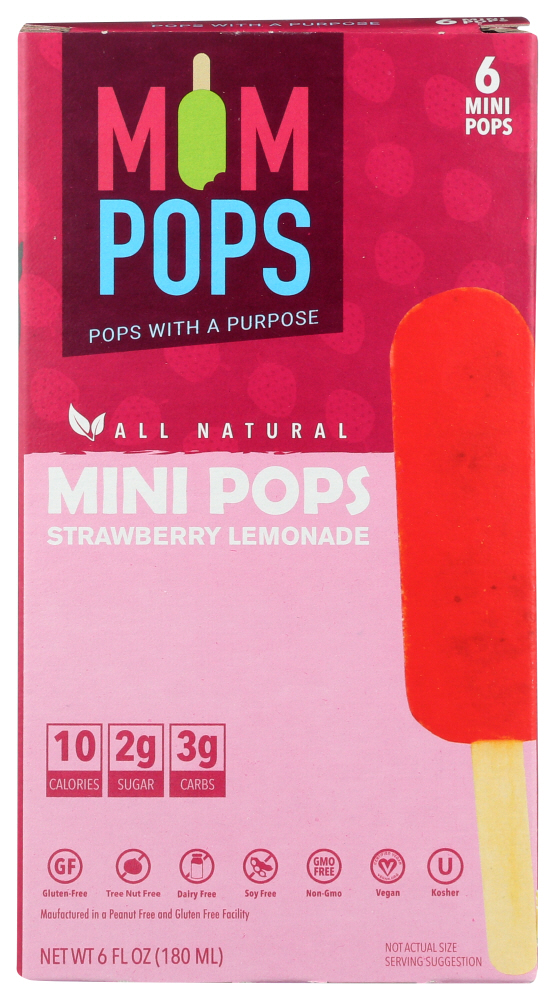 POPS WITH A PURPOSE
6 MINI POPS
6
MINI
POPS
MOM
POPS
POPS WITH A PURPOSE
ALL NATURAL
MINI POPS
STRAWBERRY LEMONADE
10 2g 3g
CALORIES SUGAR CARBS
GF GMO FREE U
Gluten-Free Tree Nut Free Dairy Free Soy Free Non-Gmo Vegan Kosher
Maufactured in a Peanut Free and Gluten Free Facility
NET WT 6 FL OZ (180 ML)
NOT ACTUAL SIZE
SERVING SUGGESTION